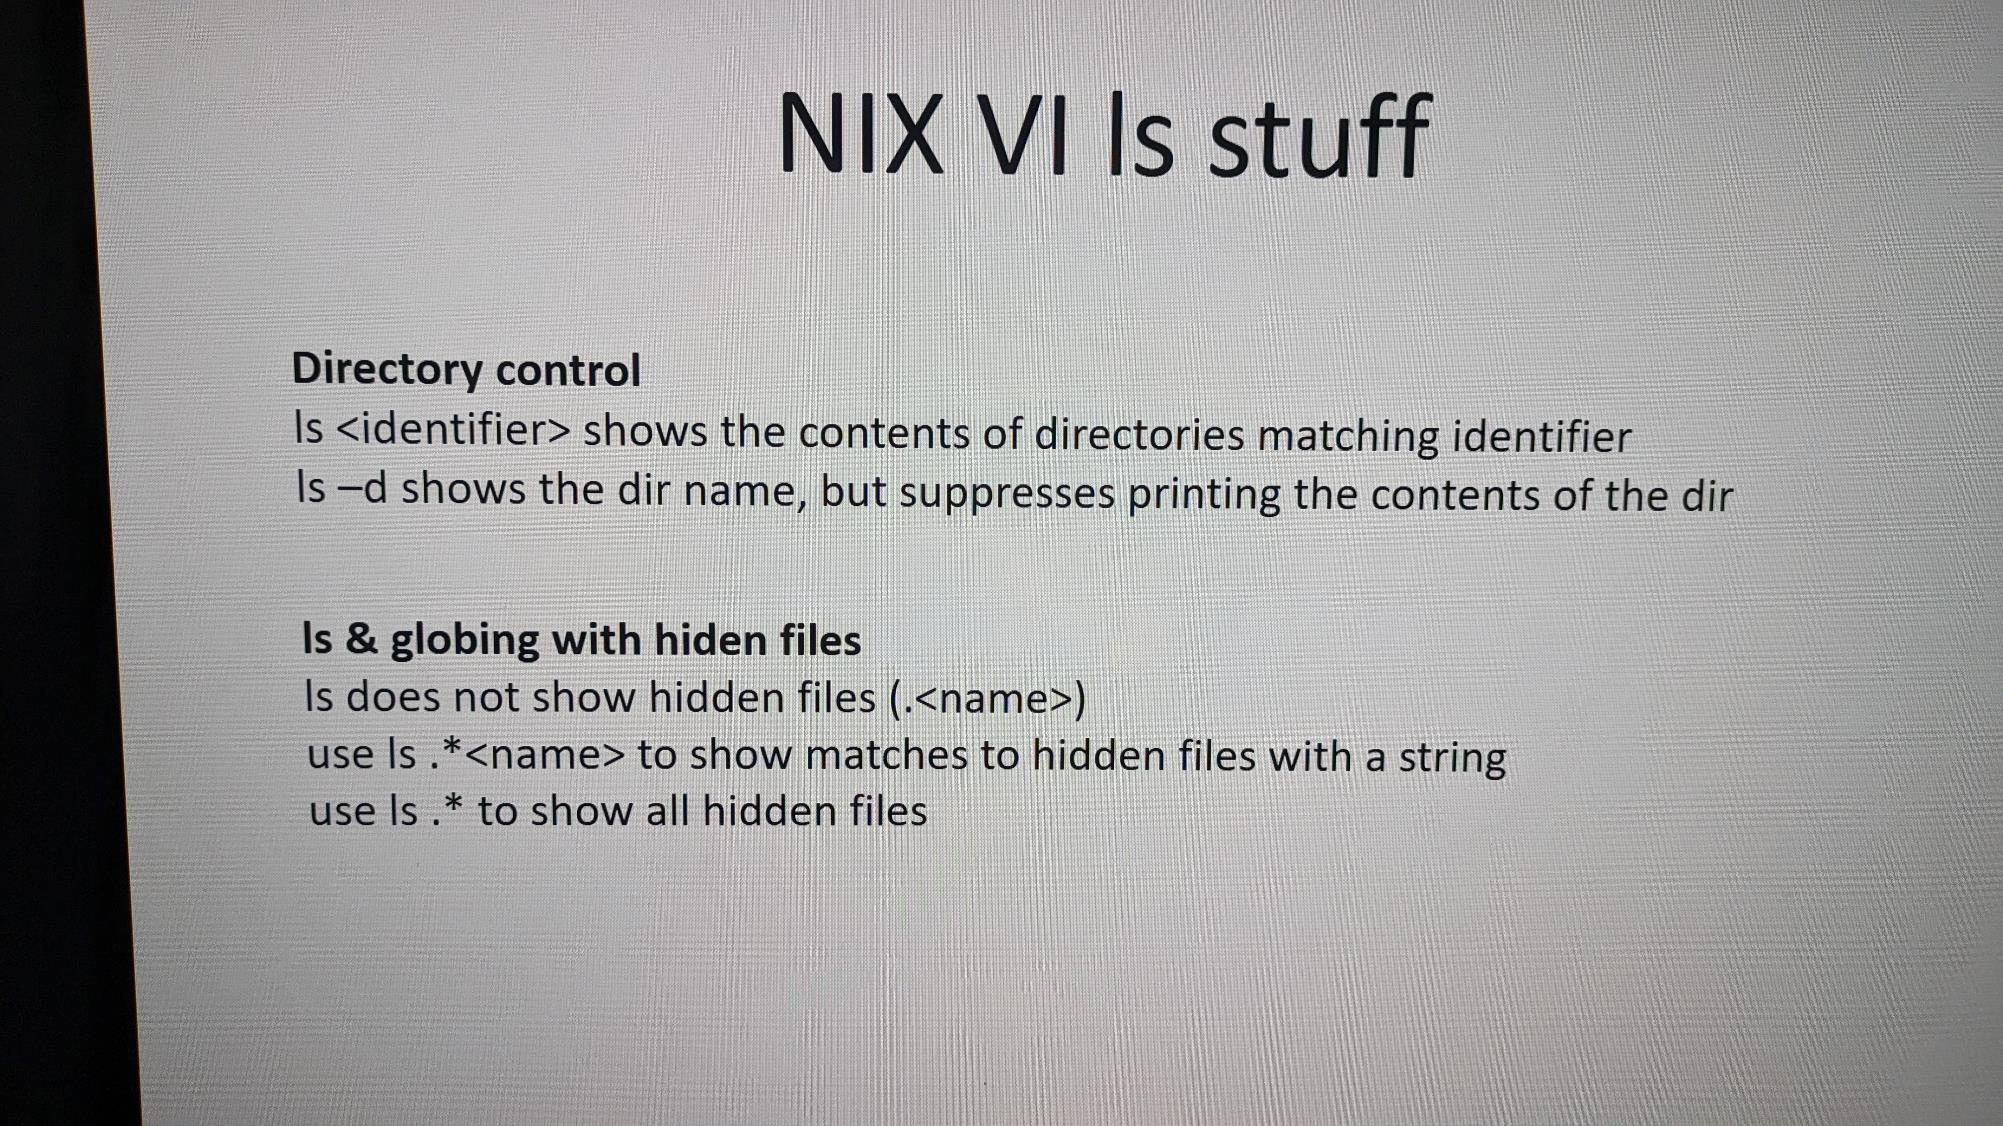 NIX VI ls stuff
Directory control
ls <identifier> shows the contents of directories matching identifier
ls –d shows the dir name, but suppresses printing the contents of the dir
ls & globing with hiden files
ls does not show hidden files (.<name>)
use ls .*<name> to show matches to hidden files with a string
use ls .* to show all hidden files